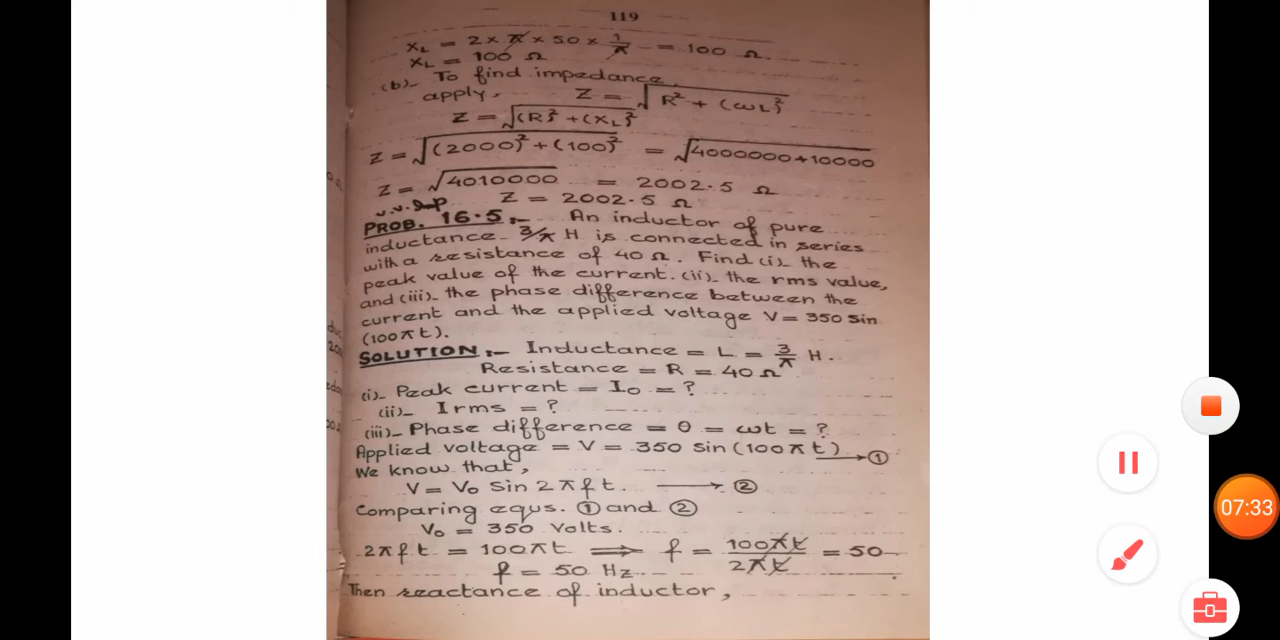 119
X_L = 2 × π × 50 × 1/π = 100 Ω
X_L = 100 Ω
(b)- To find impedance
apply, Z = √(R² + (ωL)²)
Z = √((R)² + (X_L)²)
Z = √((2000)² + (100)²) = √(4000000+10000)
Z = √4010000 = 2002.5 Ω
Z = 2002.5 Ω
v.v. Imp
PROB. 16.5:- An inductor of pure
inductance 3/π H is connected in series
with a resistance of 40 Ω. Find (i)- the
peak value of the current. (ii)- the rms value,
and (iii)- the phase difference between the
current and the applied voltage V = 350 Sin
(100πt).
SOLUTION:- Inductance = L = 3/π H.
Resistance = R = 40 Ω
(i)- Peak current = I₀ = ?
(ii)- Irms = ?
(iii)- Phase difference = θ = ωt = ?
Applied voltage = V = 350 Sin (100πt) → ①
We know that,
V = V₀ Sin 2πft. → ②
Comparing equs. ① and ②
V₀ = 350 Volts.
2πft = 100πt ⟹ f = 100πt/2πt = 50
f = 50 Hz.
Then reactance of inductor,
07:33